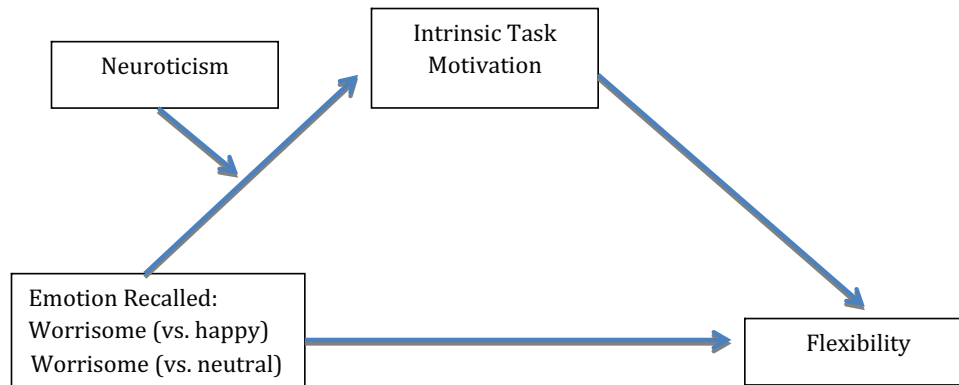 Neuroticism
Intrinsic Task
Motivation
Emotion Recalled:
Worrisome (vs. happy)
Worrisome (vs. neutral)
Flexibility